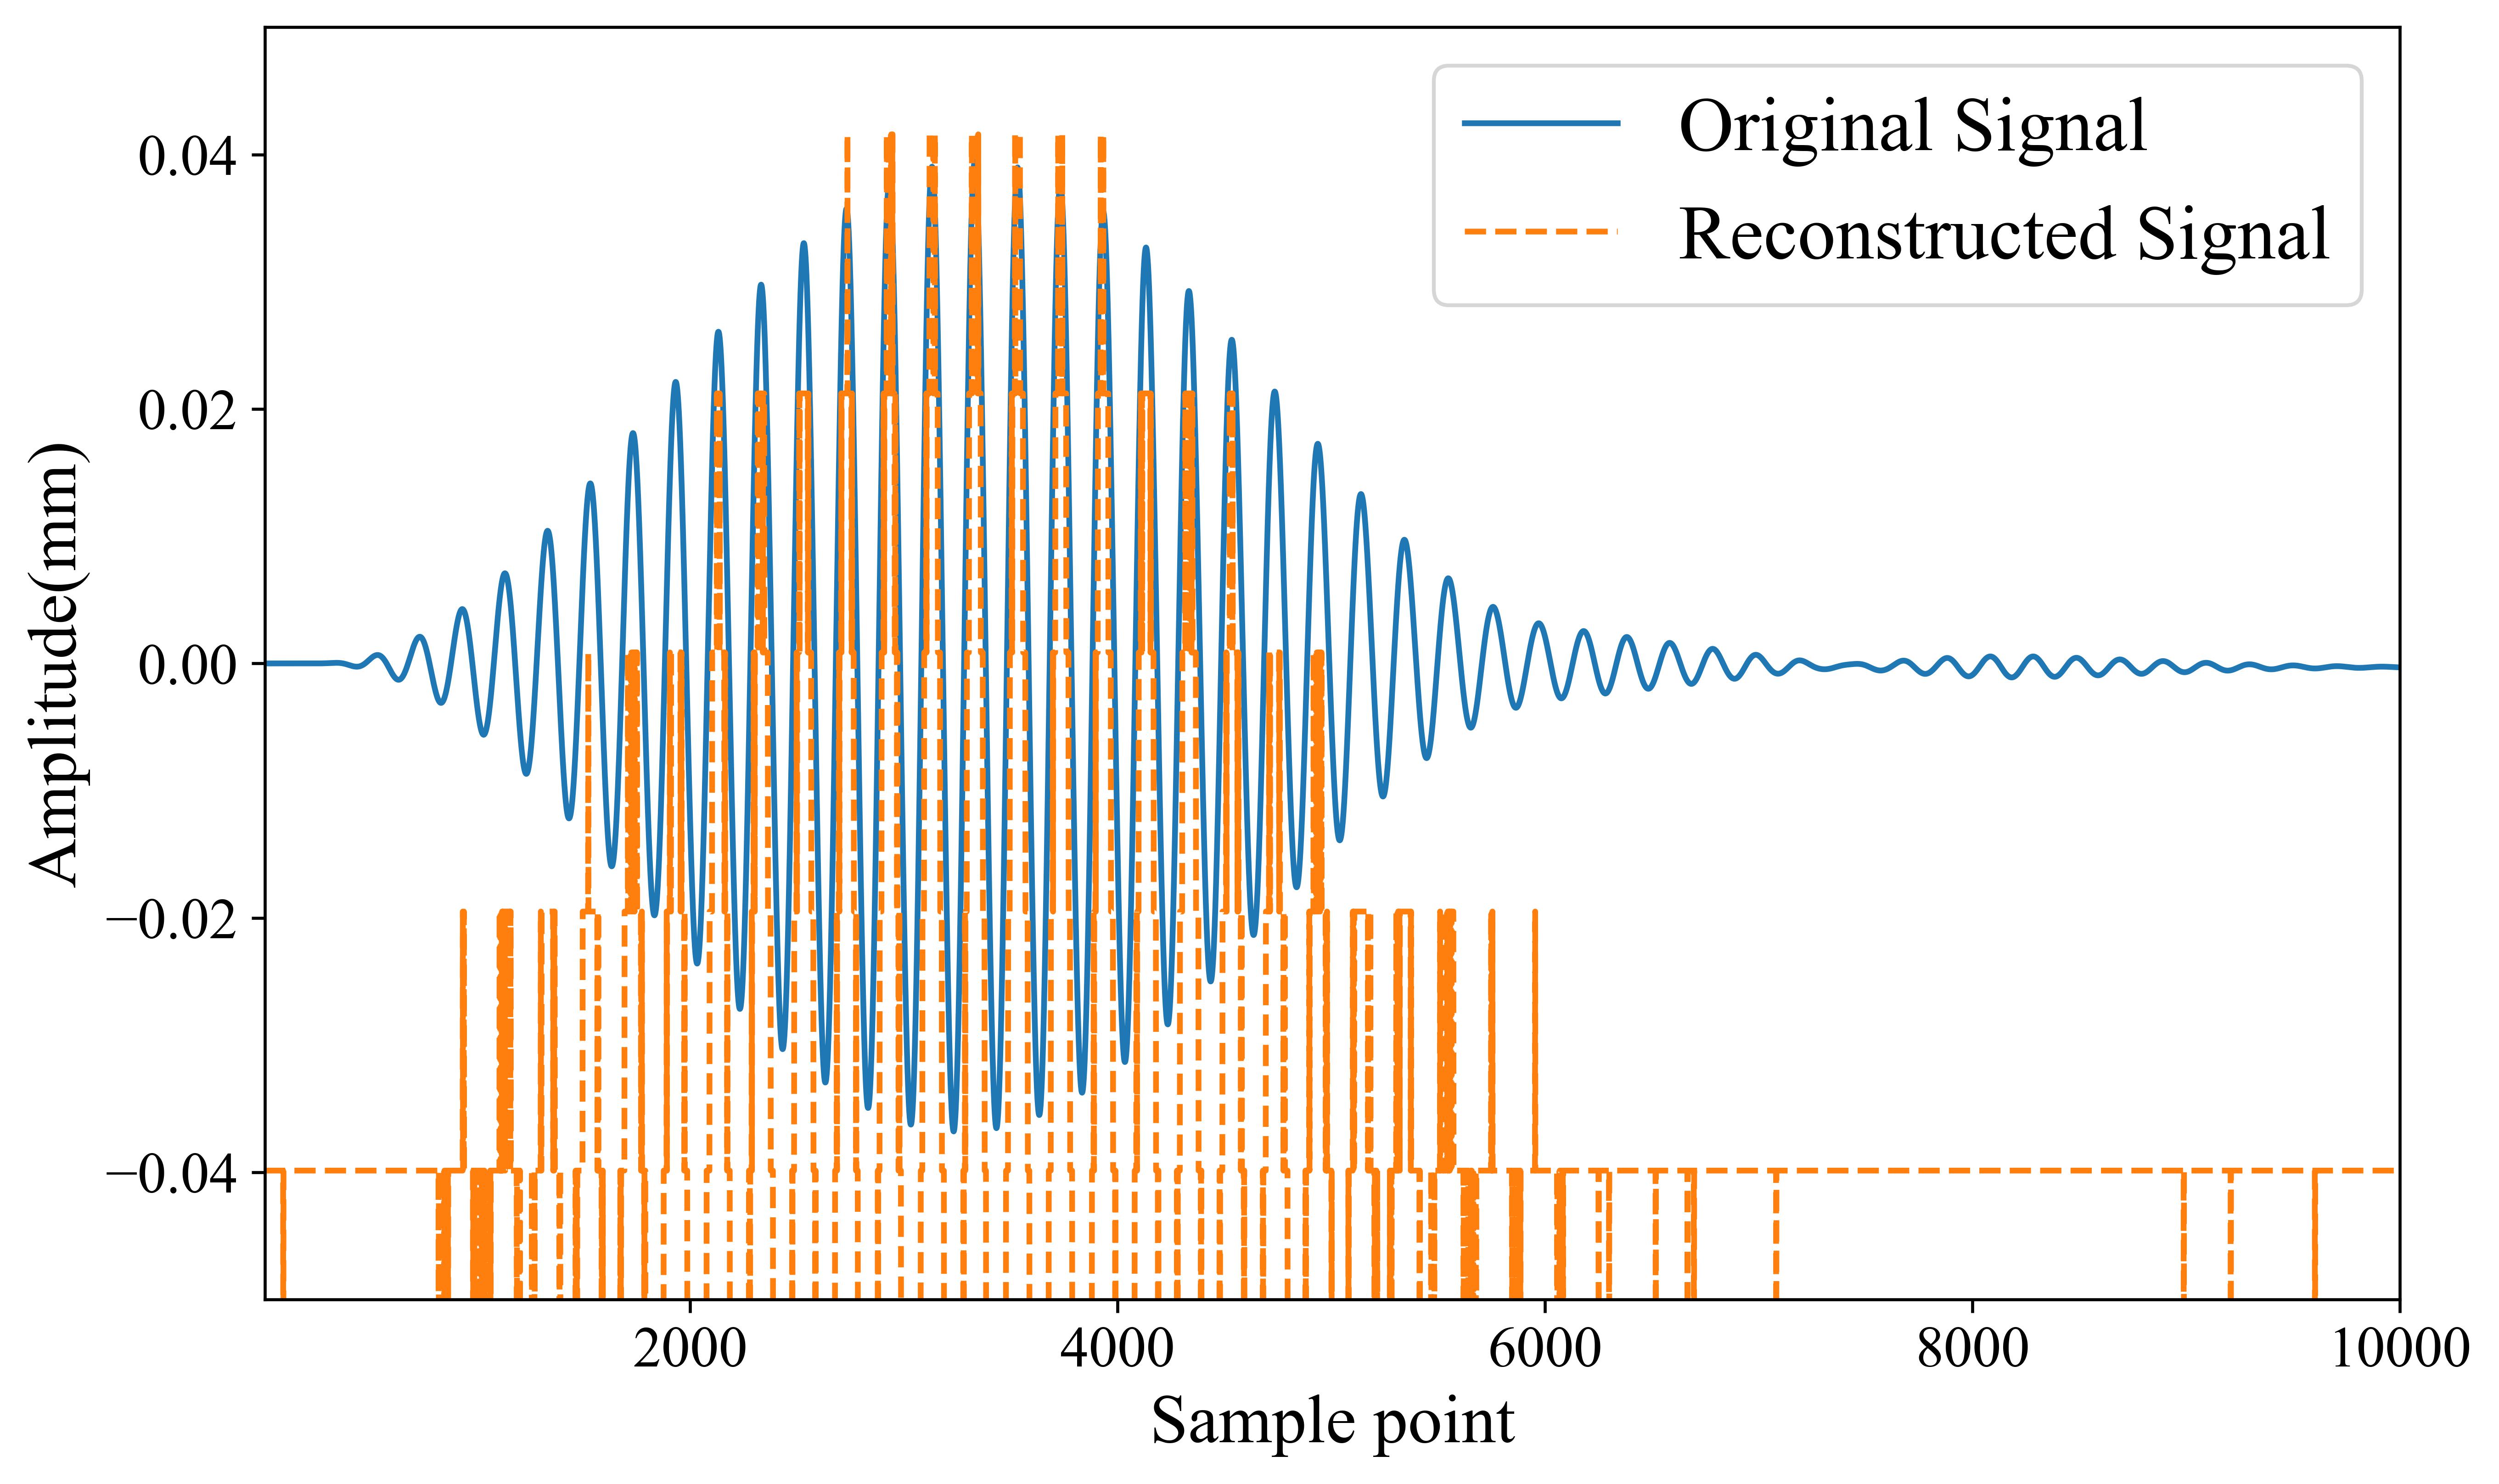 Original Signal
Reconstructed Signal
Amplitude(mm)
0.04
0.02
0.00
−0.02
−0.04
2000 4000 6000 8000 10000
Sample point